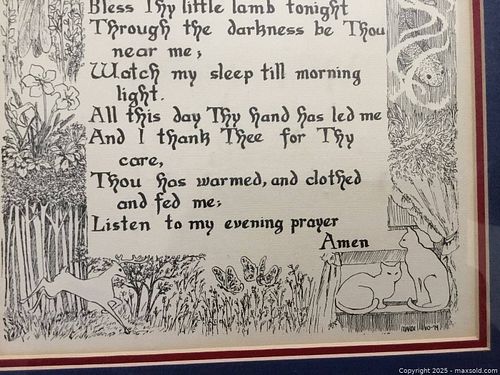 Bless Thy little lamb tonight
Through the darkness be Thou
near me;
Watch my sleep till morning
light.
All this day Thy hand has led me
And I thank Thee for Thy
care,
Thou has warmed, and clothed
and fed me;
Listen to my evening prayer
Amen
Copyright 2025 - maxsold.com